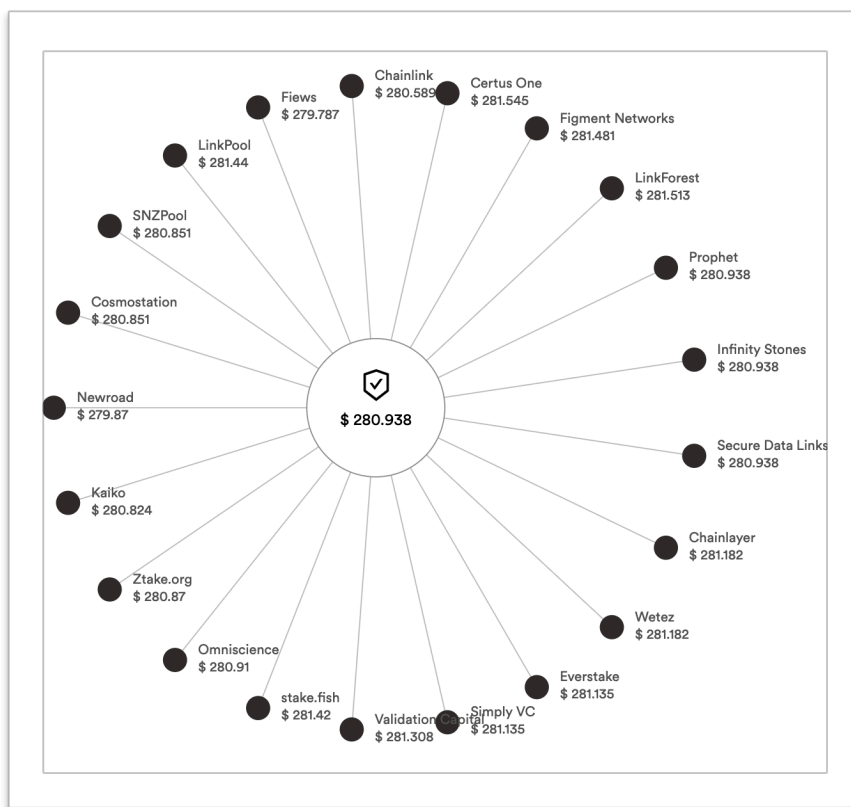 Chainlink
$ 280.589
Certus One
$ 281.545
Fiews
$ 279.787
Figment Networks
$ 281.481
LinkPool
$ 281.44
LinkForest
$ 281.513
SNZPool
$ 280.851
Prophet
$ 280.938
Cosmostation
$ 280.851
Infinity Stones
$ 280.938
Newroad
$ 279.87
$ 280.938
Secure Data Links
$ 280.938
Kaiko
$ 280.824
Chainlayer
$ 281.182
Ztake.org
$ 280.87
Wetez
$ 281.182
Omniscience
$ 280.91
Everstake
$ 281.135
stake.fish
$ 281.42
Validation Capital
$ 281.308
Simply VC
$ 281.135